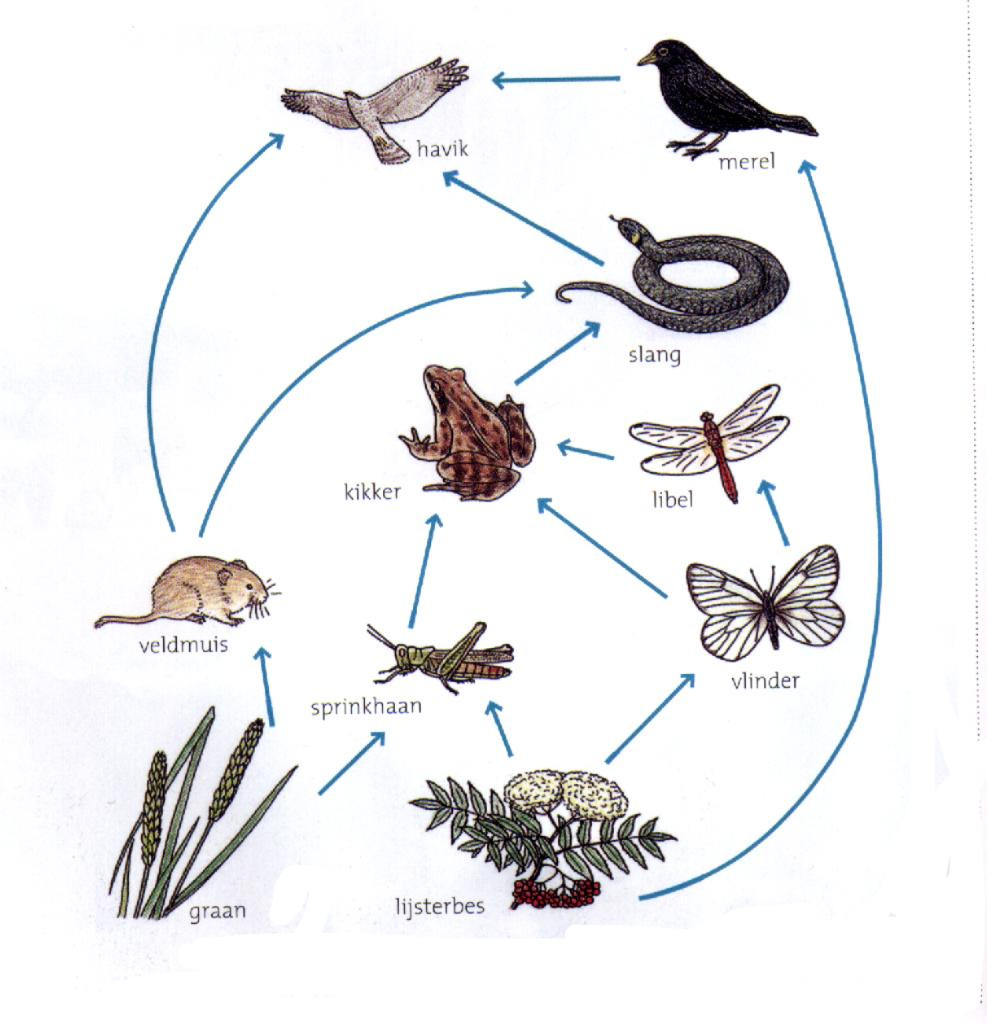 havik
merel
slang
kikker
libel
veldmuis
vlinder
sprinkhaan
lijsterbes
graan